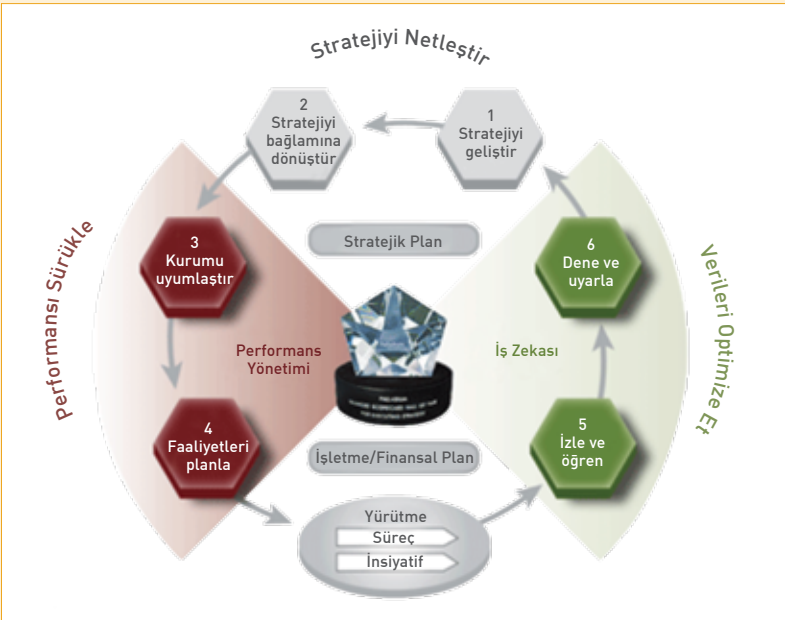 Stratejiyi Netleştir
2
Stratejiyi
bağlamına
dönüştür
1
Stratejiyi
geliştir
Performansı Sürükle
3
Kurumu
uyumlaştır
Stratejik Plan
6
Dene ve
uyarla
Verileri Optimize Et
Performans
Yönetimi
İş Zekası
4
Faaliyetleri
planla
İşletme/Finansal Plan
5
İzle ve
öğren
Yürütme
Süreç
İnsiyatif